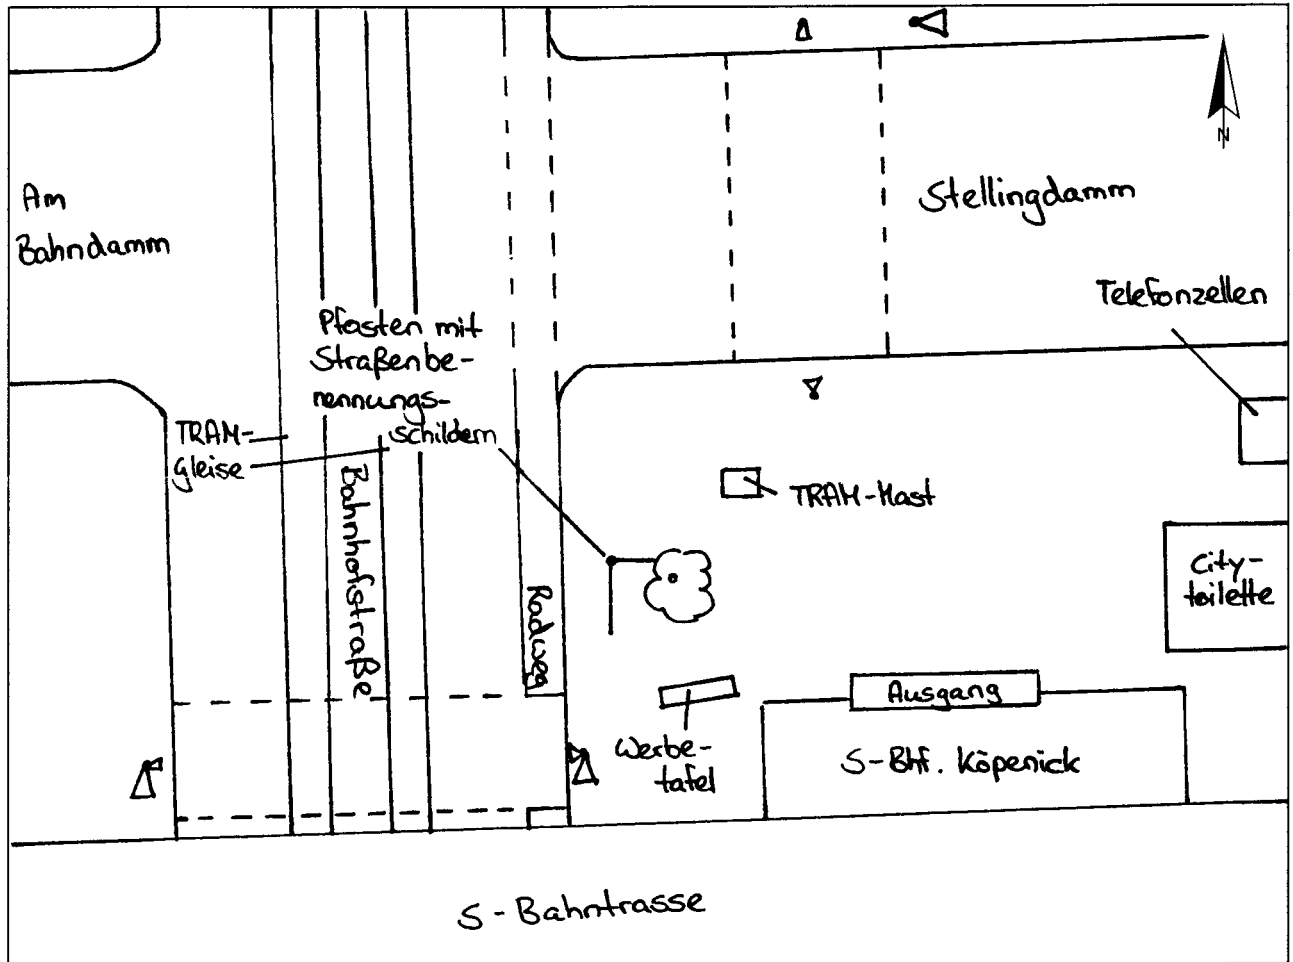 N
Am
Bahndamm
Stellingdamm
Telefonzellen
Pfosten mit
Straßenbe-
nennungs-
schildern
TRAM-
gleise
Bahnhofstraße
Radweg
TRAM-Mast
City-
toilette
Ausgang
Werbe-
tafel
S-Bhf. Köpenick
S-Bahntrasse